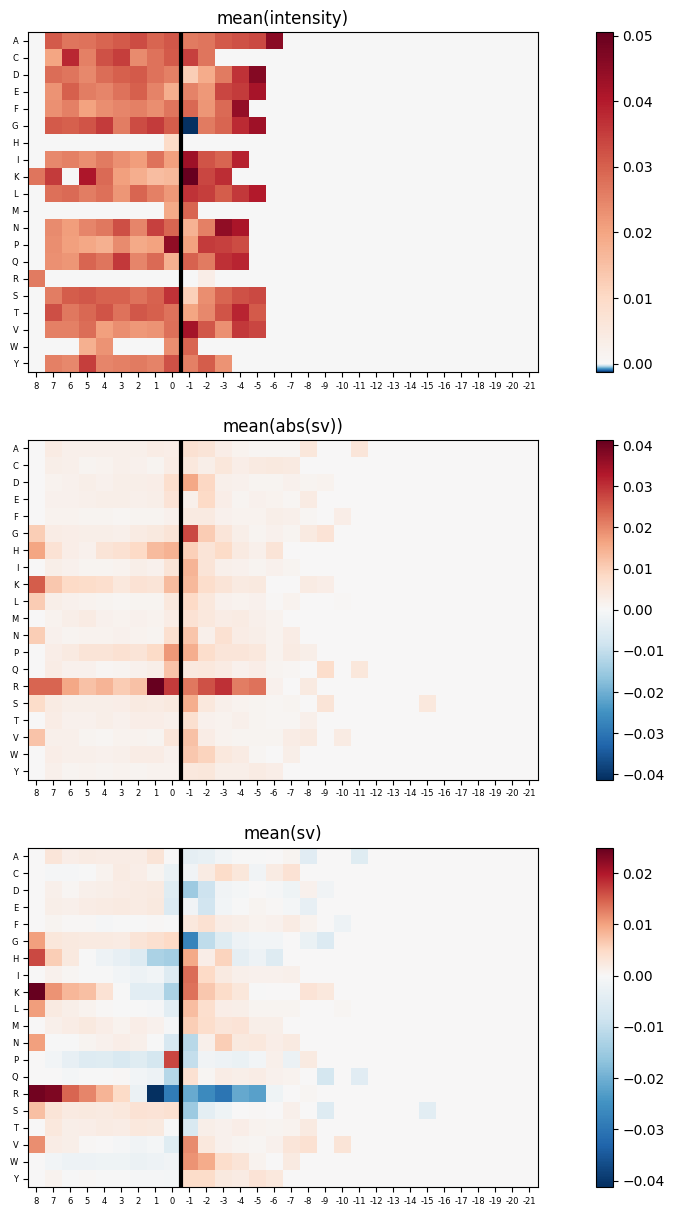 mean(intensity)
A
C
D
E
F
G
H
I
K
L
M
N
P
Q
R
S
T
V
W
Y
8 7 6 5 4 3 2 1 0 -1 -2 -3 -4 -5 -6 -7 -8 -9 -10 -11 -12 -13 -14 -15 -16 -17 -18 -19 -20 -21
0.05
0.04
0.03
0.02
0.01
0.00
mean(abs(sv))
A
C
D
E
F
G
H
I
K
L
M
N
P
Q
R
S
T
V
W
Y
8 7 6 5 4 3 2 1 0 -1 -2 -3 -4 -5 -6 -7 -8 -9 -10 -11 -12 -13 -14 -15 -16 -17 -18 -19 -20 -21
0.04
0.03
0.02
0.01
0.00
−0.01
−0.02
−0.03
−0.04
mean(sv)
A
C
D
E
F
G
H
I
K
L
M
N
P
Q
R
S
T
V
W
Y
8 7 6 5 4 3 2 1 0 -1 -2 -3 -4 -5 -6 -7 -8 -9 -10 -11 -12 -13 -14 -15 -16 -17 -18 -19 -20 -21
0.02
0.01
0.00
−0.01
−0.02
−0.03
−0.04